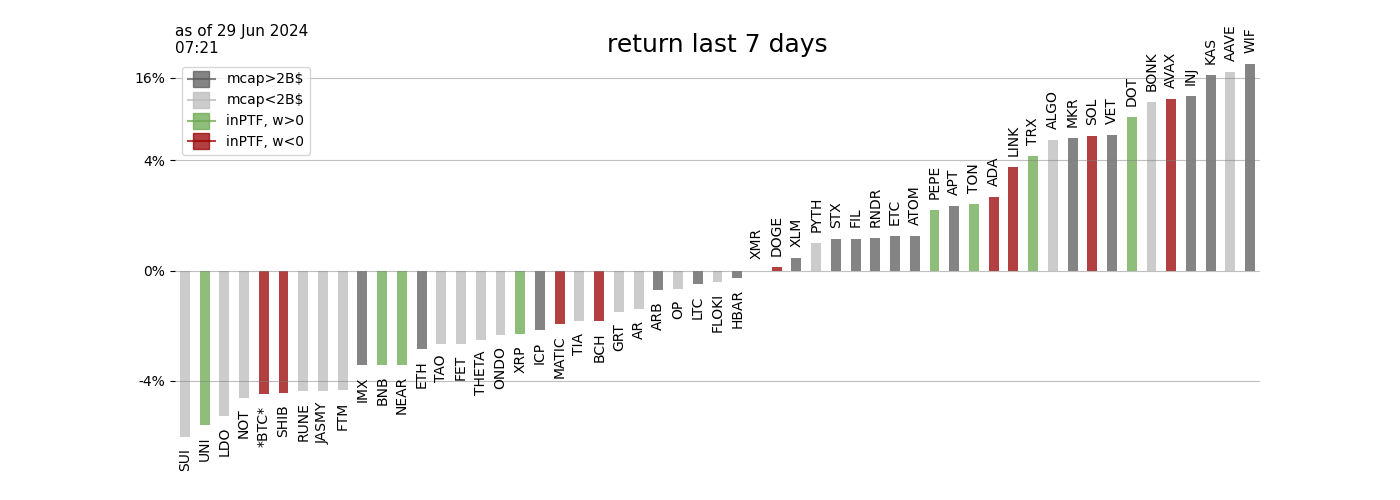 as of 29 Jun 2024
07:21
return last 7 days
16%
4%
0%
-4%
mcap>2B$
mcap<2B$
inPTF, w>0
inPTF, w<0
SUI
UNI
LDO
NOT
*BTC*
SHIB
RUNE
JASMY
FTM
IMX
BNB
NEAR
ETH
TAO
FET
THETA
ONDO
XRP
ICP
MATIC
TIA
BCH
GRT
AR
ARB
OP
LTC
FLOKI
HBAR
XMR
DOGE
XLM
PYTH
STX
FIL
RNDR
ETC
ATOM
PEPE
APT
TON
ADA
LINK
TRX
ALGO
MKR
SOL
VET
DOT
BONK
AVAX
INJ
KAS
AAVE
WIF